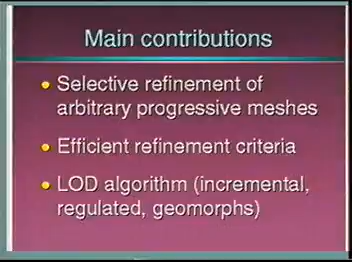 Main contributions
Selective refinement of
arbitrary progressive meshes
Efficient refinement criteria
LOD algorithm (incremental,
regulated, geomorphs)